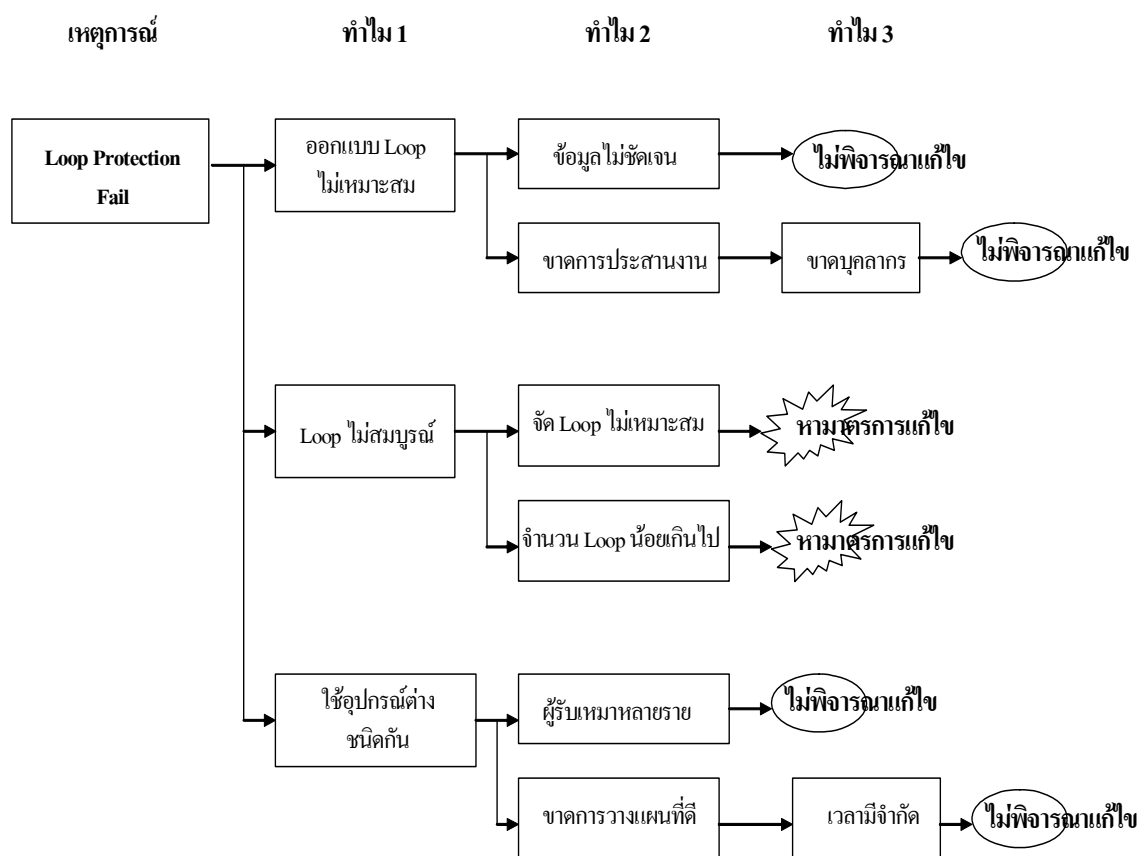 เหตุการณ์
ทำไม 1
ทำไม 2
ทำไม 3
Loop Protection
Fail
ออกแบบ Loop
ไม่เหมาะสม
ข้อมูลไม่ชัดเจน
ไม่พิจารณาแก้ไข
ขาดการประสานงาน
ขาดบุคลากร
ไม่พิจารณาแก้ไข
Loop ไม่สมบูรณ์
จัด Loop ไม่เหมาะสม
หามาตรการแก้ไข
จำนวน Loop น้อยเกินไป
หามาตรการแก้ไข
ใช้อุปกรณ์ต่าง
ชนิดกัน
ผู้รับเหมาหลายราย
ไม่พิจารณาแก้ไข
ขาดการวางแผนที่ดี
เวลามีจำกัด
ไม่พิจารณาแก้ไข